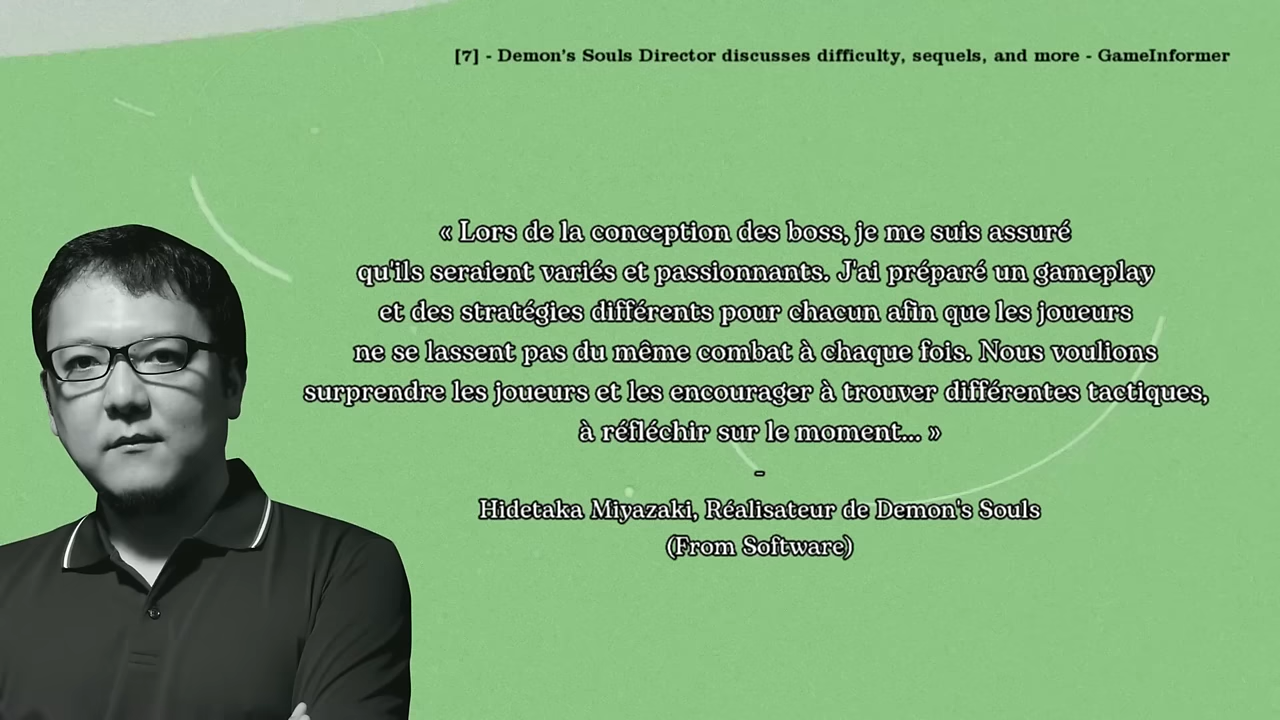 [7] - Demon's Souls Director discusses difficulty, sequels, and more - GameInformer
« Lors de la conception des boss, je me suis assuré
qu'ils seraient variés et passionnants. J'ai préparé un gameplay
et des stratégies différents pour chacun afin que les joueurs
ne se lassent pas du même combat à chaque fois. Nous voulions
surprendre les joueurs et les encourager à trouver différentes tactiques,
à réfléchir sur le moment... »
-
Hidetaka Miyazaki, Réalisateur de Demon's Souls
(From Software)